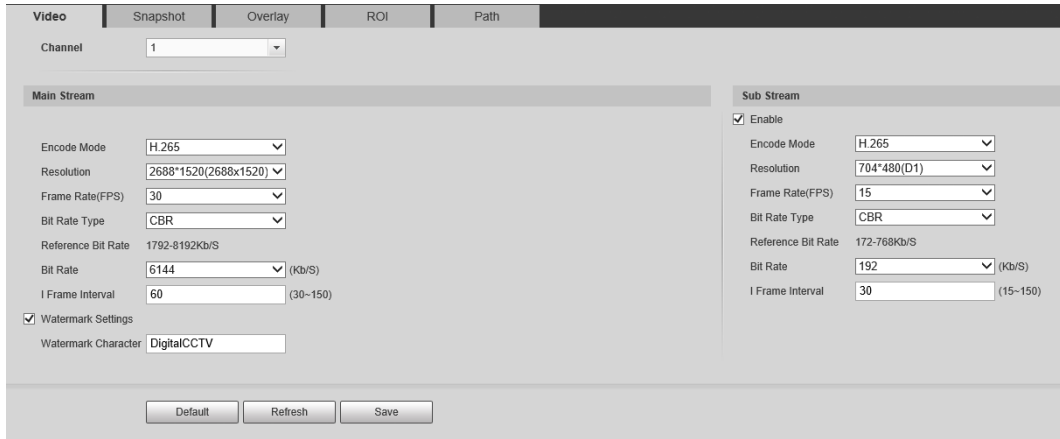 Video Snapshot Overlay ROI Path
Channel 1
Main Stream
Encode Mode H.265
Resolution 2688*1520(2688x1520)
Frame Rate(FPS) 30
Bit Rate Type CBR
Reference Bit Rate 1792-8192Kb/S
Bit Rate 6144 (Kb/S)
I Frame Interval 60 (30~150)
Watermark Settings
Watermark Character DigitalCCTV
Sub Stream
Enable
Encode Mode H.265
Resolution 704*480(D1)
Frame Rate(FPS) 15
Bit Rate Type CBR
Reference Bit Rate 172-768Kb/S
Bit Rate 192 (Kb/S)
I Frame Interval 30 (15~150)
Default Refresh Save